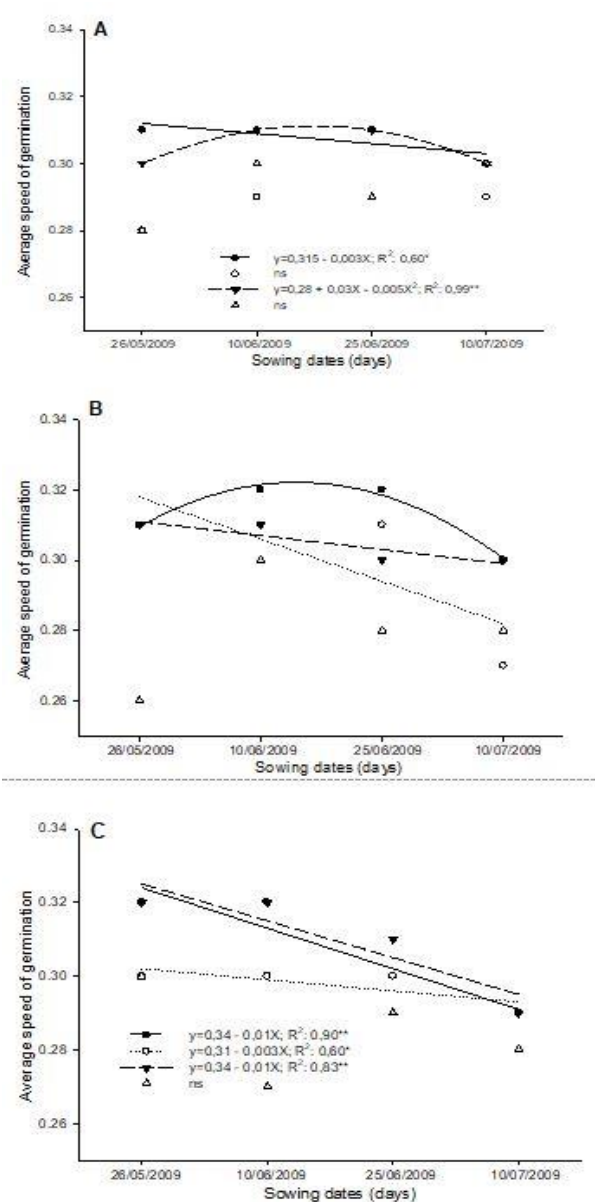 A
0.34
0.32
0.30
0.28
0.26
Average speed of germination
y=0,315 - 0,003X; R²: 0,60*
ns
y=0,28 + 0,03X - 0,005X²; R²: 0,99**
ns
26/05/2009 10/06/2009 25/06/2009 10/07/2009
Sowing dates (days)
B
0.34
0.32
0.30
0.28
0.26
Average speed of germination
26/05/2009 10/06/2009 25/06/2009 10/07/2009
Sowing dates (days)
C
0.34
0.32
0.30
0.28
0.26
Average speed of germination
y=0,34 - 0,01X; R²: 0,90**
y=0,31 - 0,003X; R²: 0,60*
y=0,34 - 0,01X; R²: 0,83**
ns
26/05/2009 10/06/2009 25/06/2009 10/07/2009
Sowing dates (days)